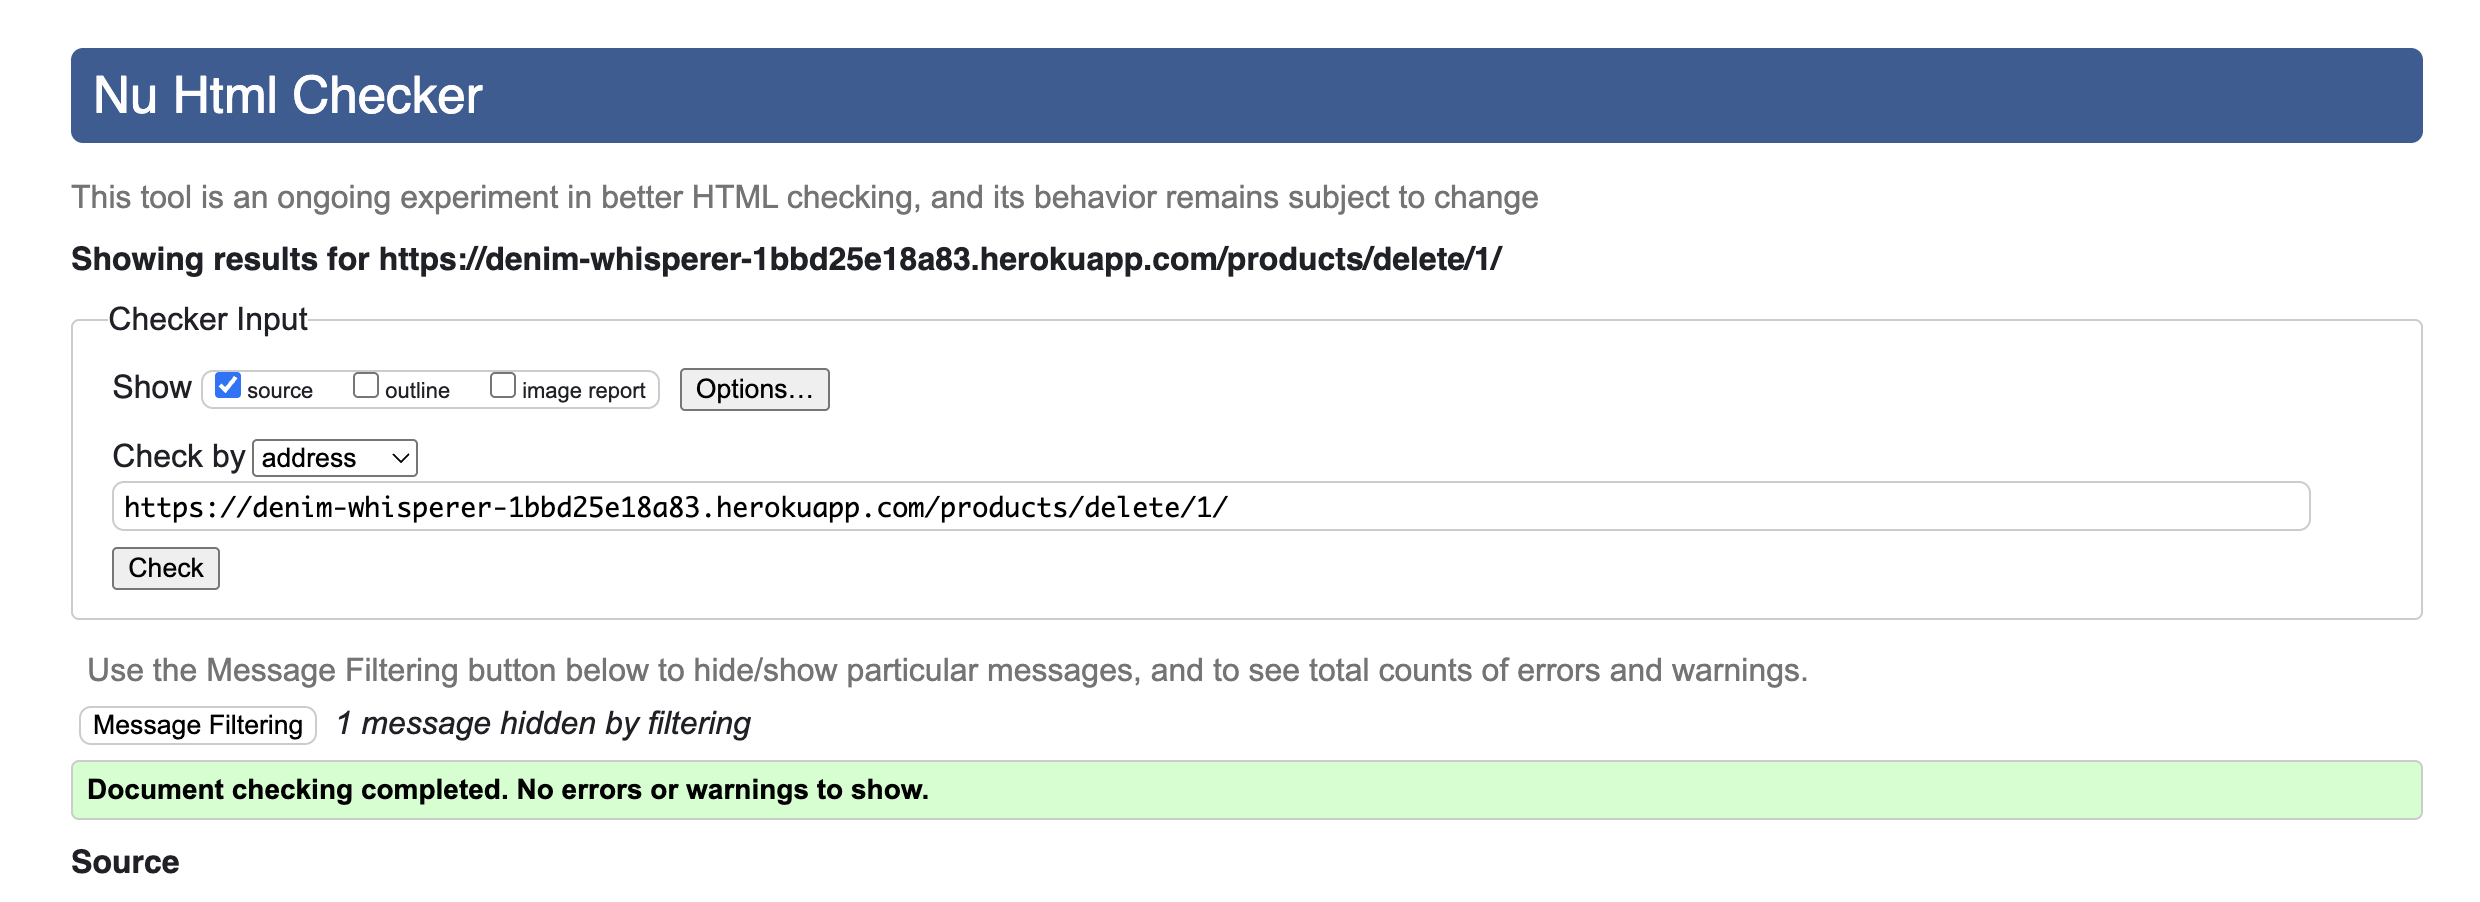 Nu Html Checker
This tool is an ongoing experiment in better HTML checking, and its behavior remains subject to change
Showing results for https://denim-whisperer-1bbd25e18a83.herokuapp.com/products/delete/1/
Checker Input
Show source outline image report Options...
Check by address
https://denim-whisperer-1bbd25e18a83.herokuapp.com/products/delete/1/
Check
Use the Message Filtering button below to hide/show particular messages, and to see total counts of errors and warnings.
Message Filtering 1 message hidden by filtering
Document checking completed. No errors or warnings to show.
Source